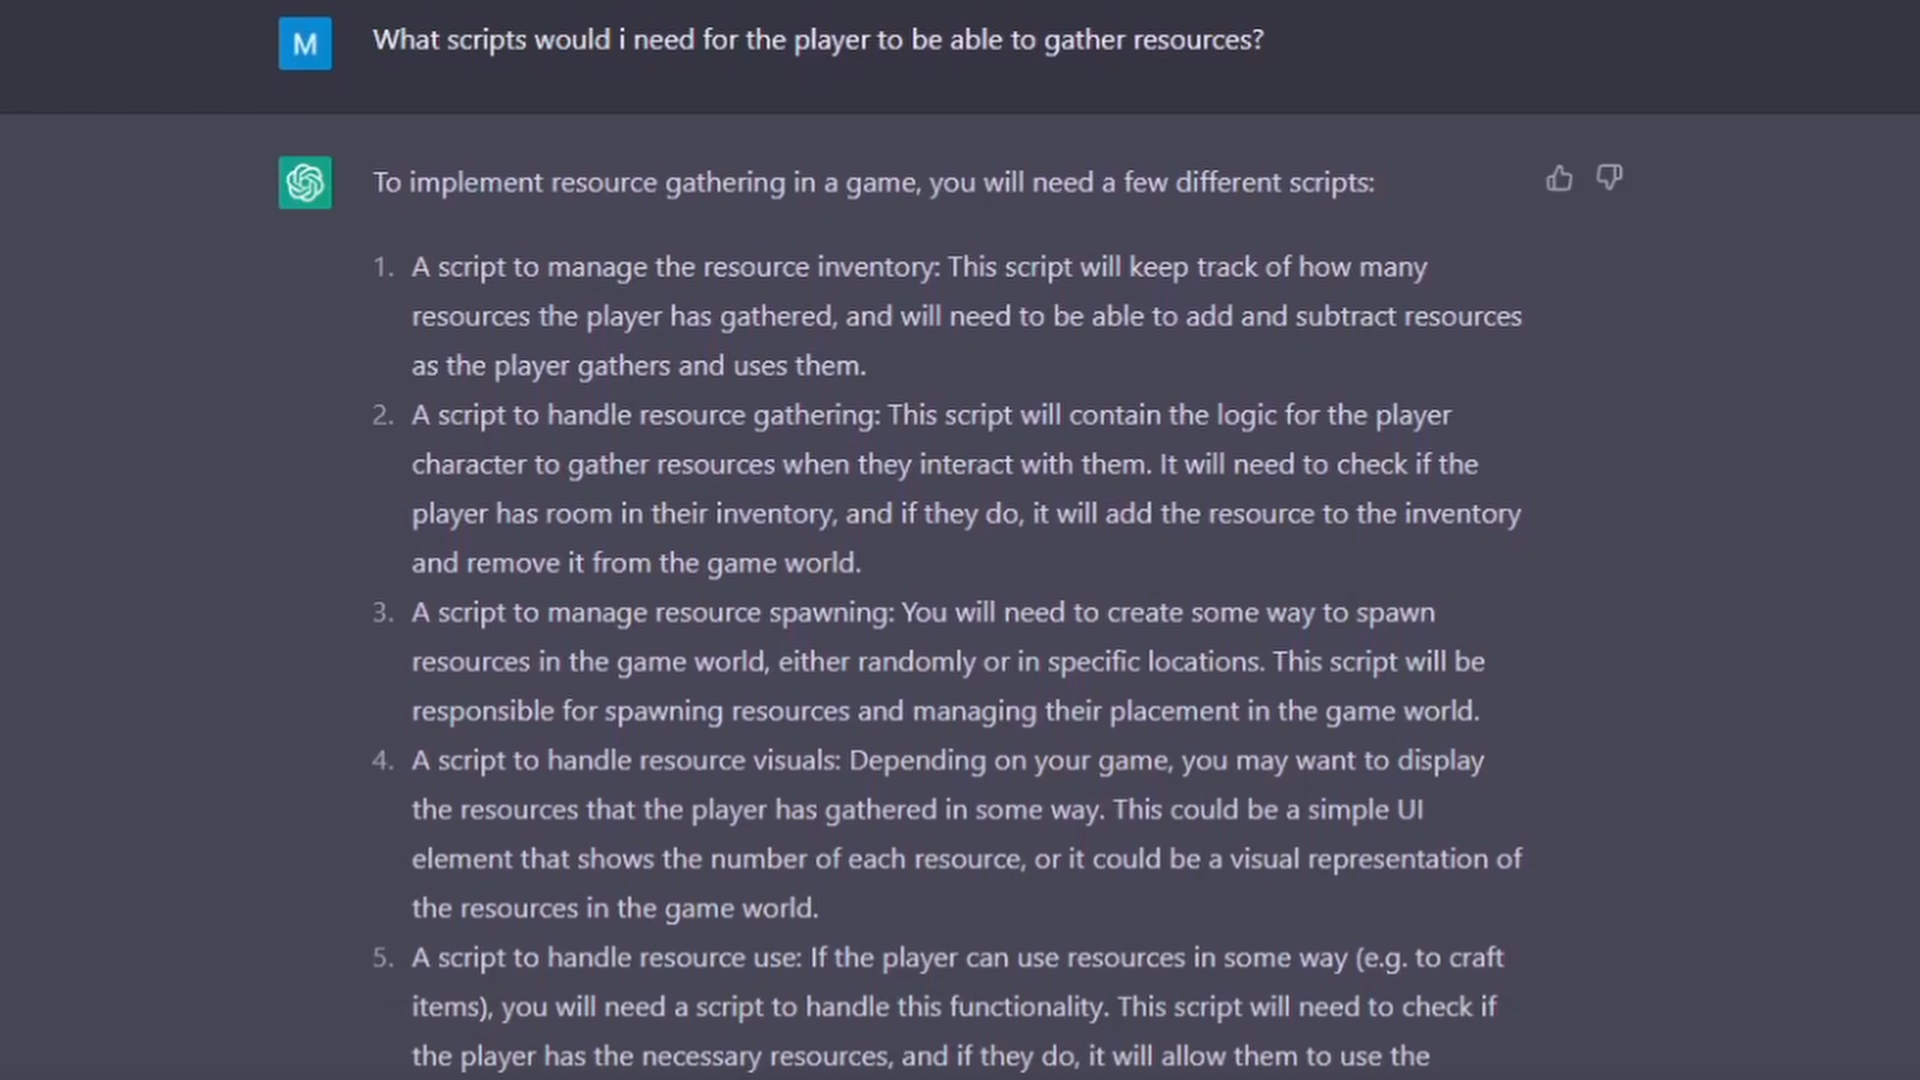 M
What scripts would i need for the player to be able to gather resources?
To implement resource gathering in a game, you will need a few different scripts:
1. A script to manage the resource inventory: This script will keep track of how many
resources the player has gathered, and will need to be able to add and subtract resources
as the player gathers and uses them.
2. A script to handle resource gathering: This script will contain the logic for the player
character to gather resources when they interact with them. It will need to check if the
player has room in their inventory, and if they do, it will add the resource to the inventory
and remove it from the game world.
3. A script to manage resource spawning: You will need to create some way to spawn
resources in the game world, either randomly or in specific locations. This script will be
responsible for spawning resources and managing their placement in the game world.
4. A script to handle resource visuals: Depending on your game, you may want to display
the resources that the player has gathered in some way. This could be a simple UI
element that shows the number of each resource, or it could be a visual representation of
the resources in the game world.
5. A script to handle resource use: If the player can use resources in some way (e.g. to craft
items), you will need a script to handle this functionality. This script will need to check if
the player has the necessary resources, and if they do, it will allow them to use the